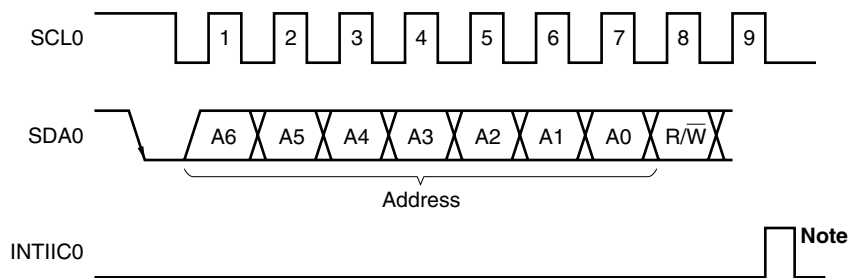 SCL0 1 2 3 4 5 6 7 8 9
SDA0 A6 A5 A4 A3 A2 A1 A0 R/W̅
Address
Note
INTIIC0